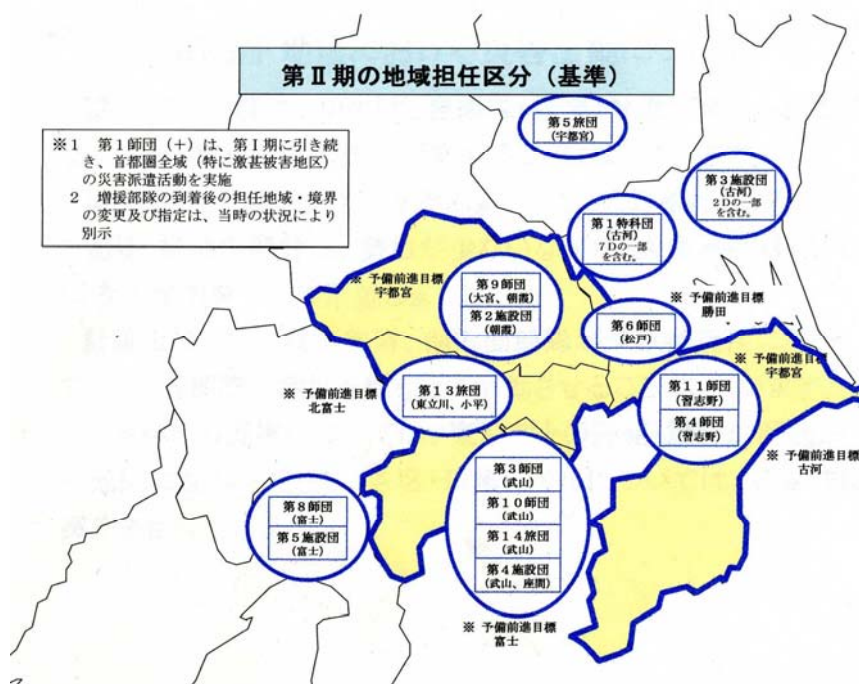 第Ⅱ期の地域担任区分（基準）
※１　第１師団（＋）は、第Ⅰ期に引き続
き、首都圏全域（特に激甚被害地区）
の災害派遣活動を実施
２　増援部隊の到着後の担任地域・境界
の変更及び指定は、当時の状況により
別示
第５旅団
（宇都宮）
第３施設団
（古河）
２Ｄの一部
を含む。
第１特科団
（古河）
７Ｄの一部
を含む。
※ 予備前進目標
宇都宮
第９師団
（大宮、朝霞）
第２施設団
（朝霞）
※ 予備前進目標
勝田
第６師団
（松戸）
※ 予備前進目標
宇都宮
※ 予備前進目標
北富士
第１３旅団
（東立川、小平）
第１１師団
（習志野）
第４師団
（習志野）
※ 予備前進目標
古河
第３師団
（武山）
第１０師団
（武山）
第１４旅団
（武山）
第４施設団
（武山、座間）
第８師団
（富士）
第５施設団
（富士）
※ 予備前進目標
富士